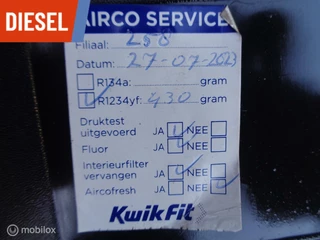 DIESEL
AIRCO SERVICE
Filiaal: 258
Datum: 27-07-2023
R134a: gram
R1234yf: 430 gram
Druktest
uitgevoerd JA NEE
Fluor JA NEE
Interieurfilter
vervangen JA NEE
Aircofresh JA NEE
KwikFit
mobilox